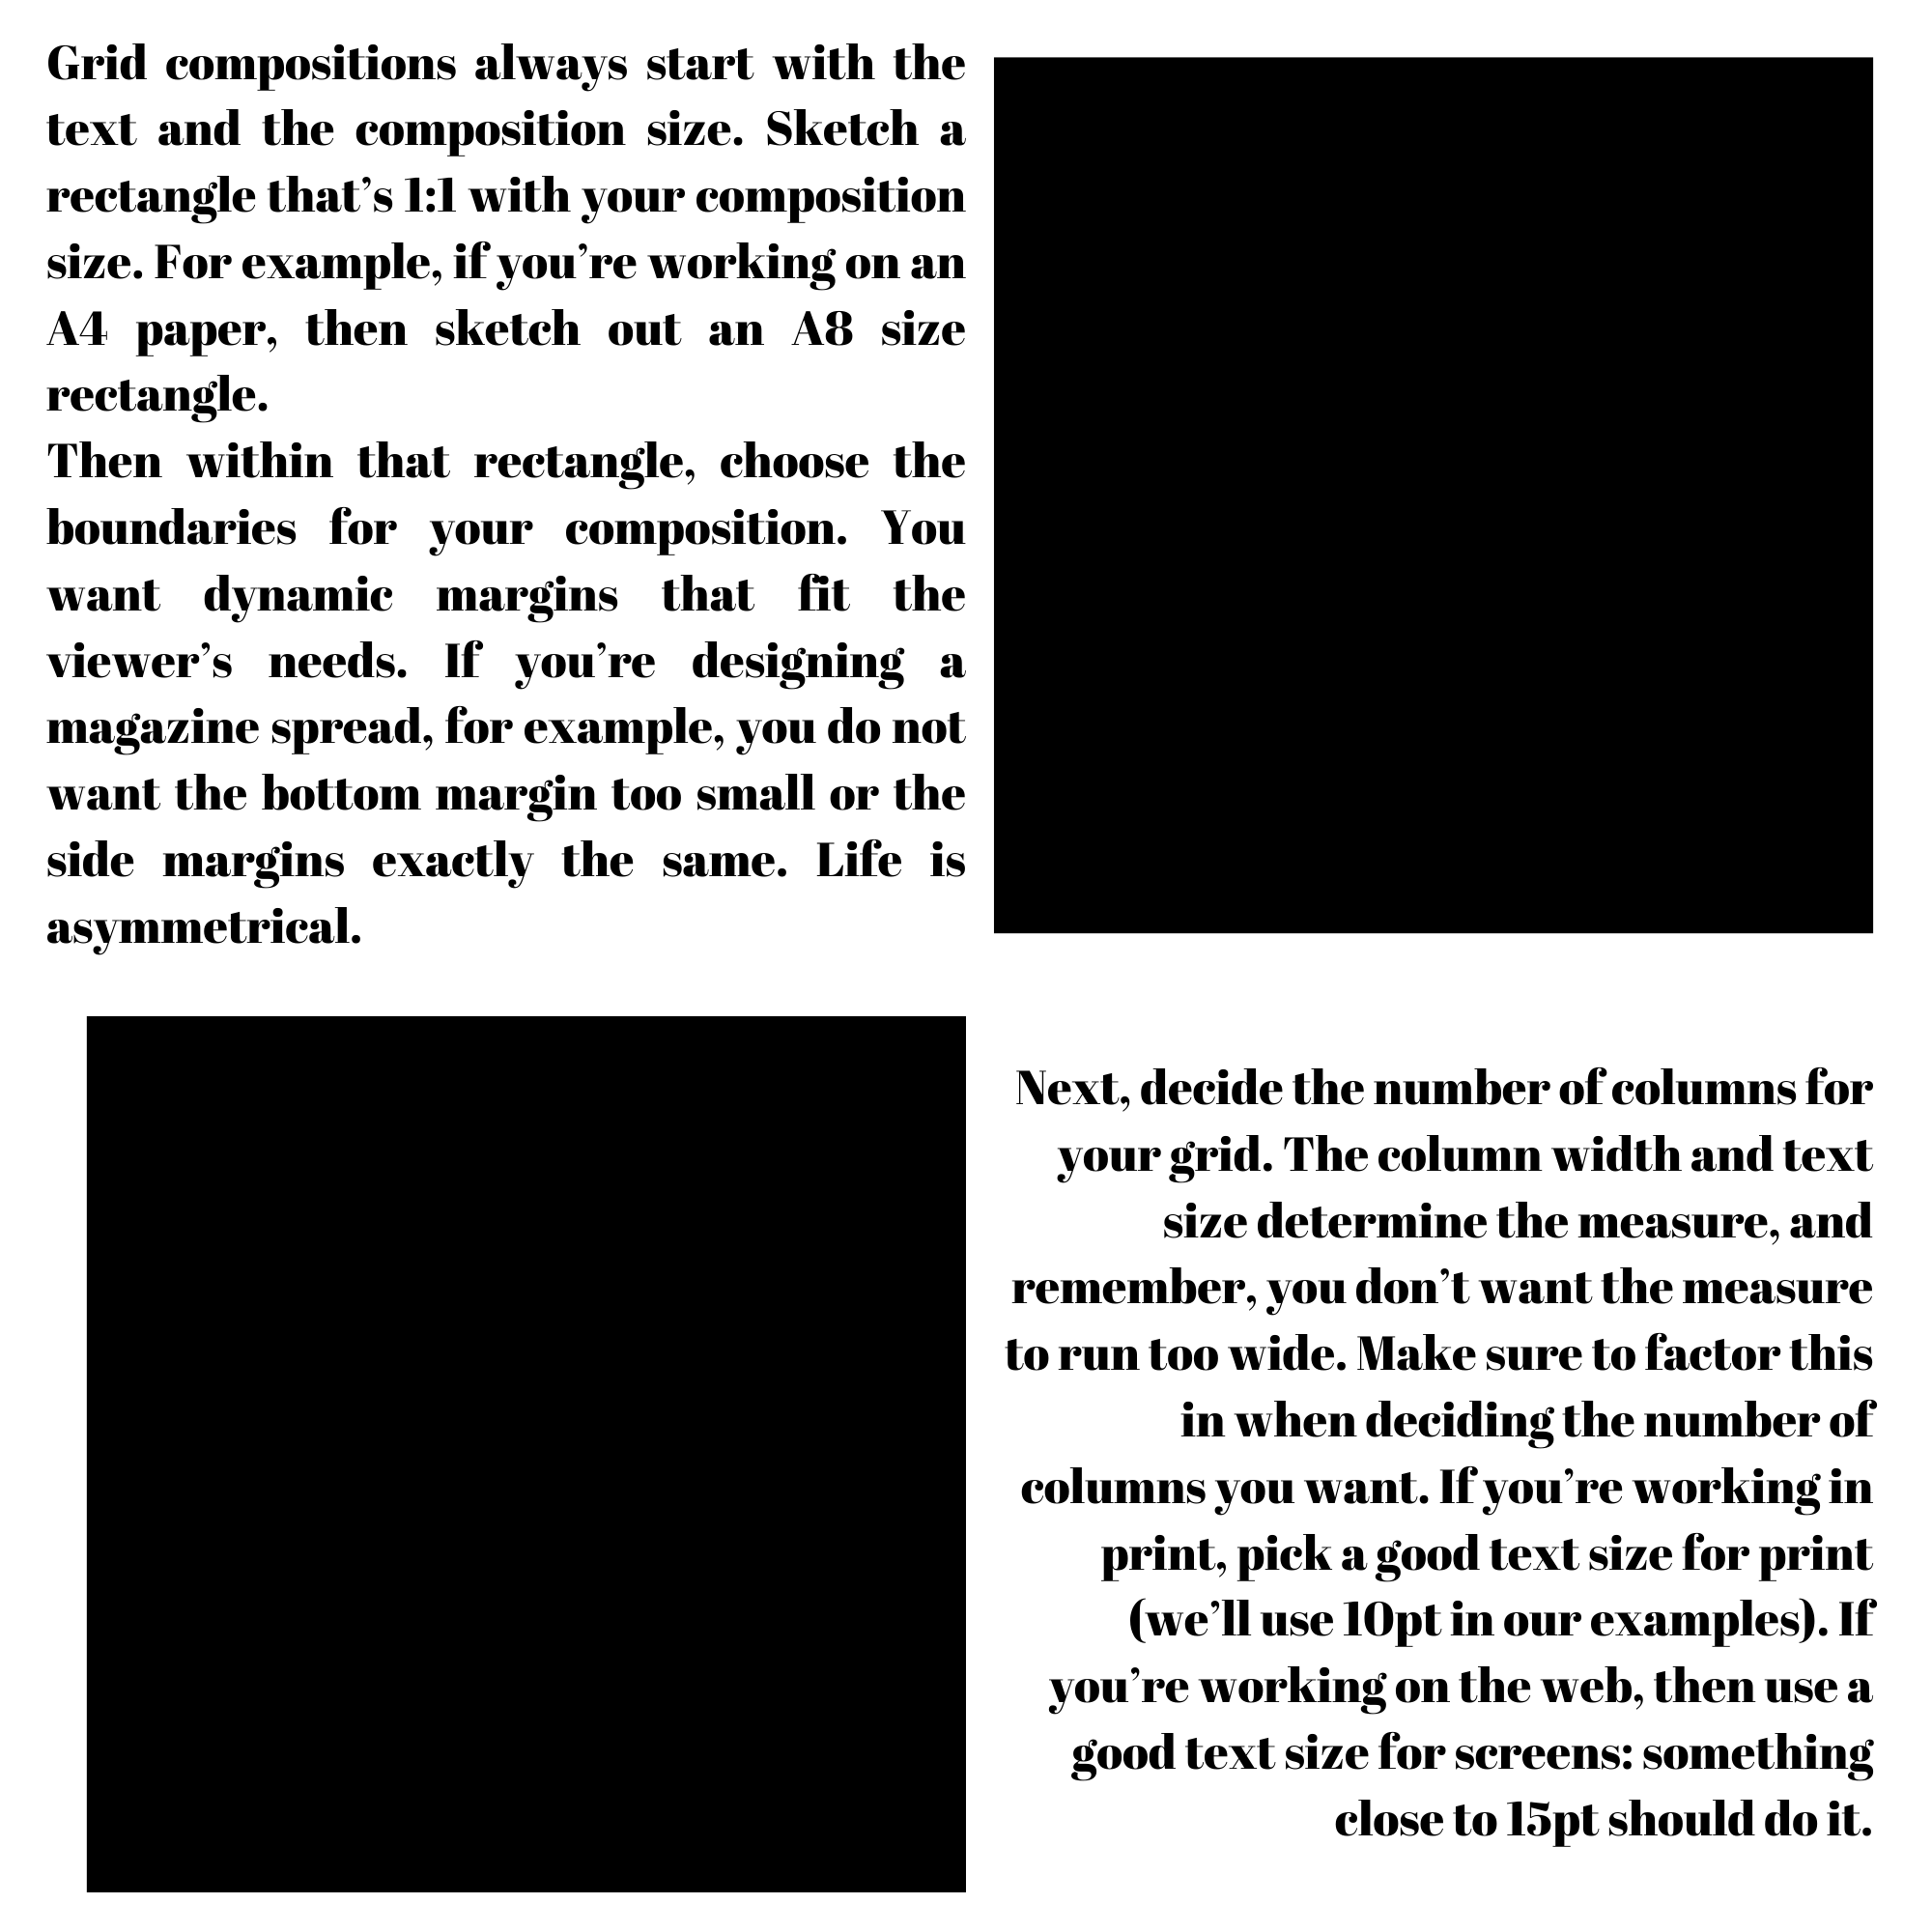 Grid compositions always start with the
text and the composition size. Sketch a
rectangle that’s 1:1 with your composition
size. For example, if you’re working on an
A4 paper, then sketch out an A8 size
rectangle.
Then within that rectangle, choose the
boundaries for your composition. You
want dynamic margins that fit the
viewer’s needs. If you’re designing a
magazine spread, for example, you do not
want the bottom margin too small or the
side margins exactly the same. Life is
asymmetrical.
Next, decide the number of columns for
your grid. The column width and text
size determine the measure, and
remember, you don’t want the measure
to run too wide. Make sure to factor this
in when deciding the number of
columns you want. If you’re working in
print, pick a good text size for print
(we’ll use 10pt in our examples). If
you’re working on the web, then use a
good text size for screens: something
close to 15pt should do it.